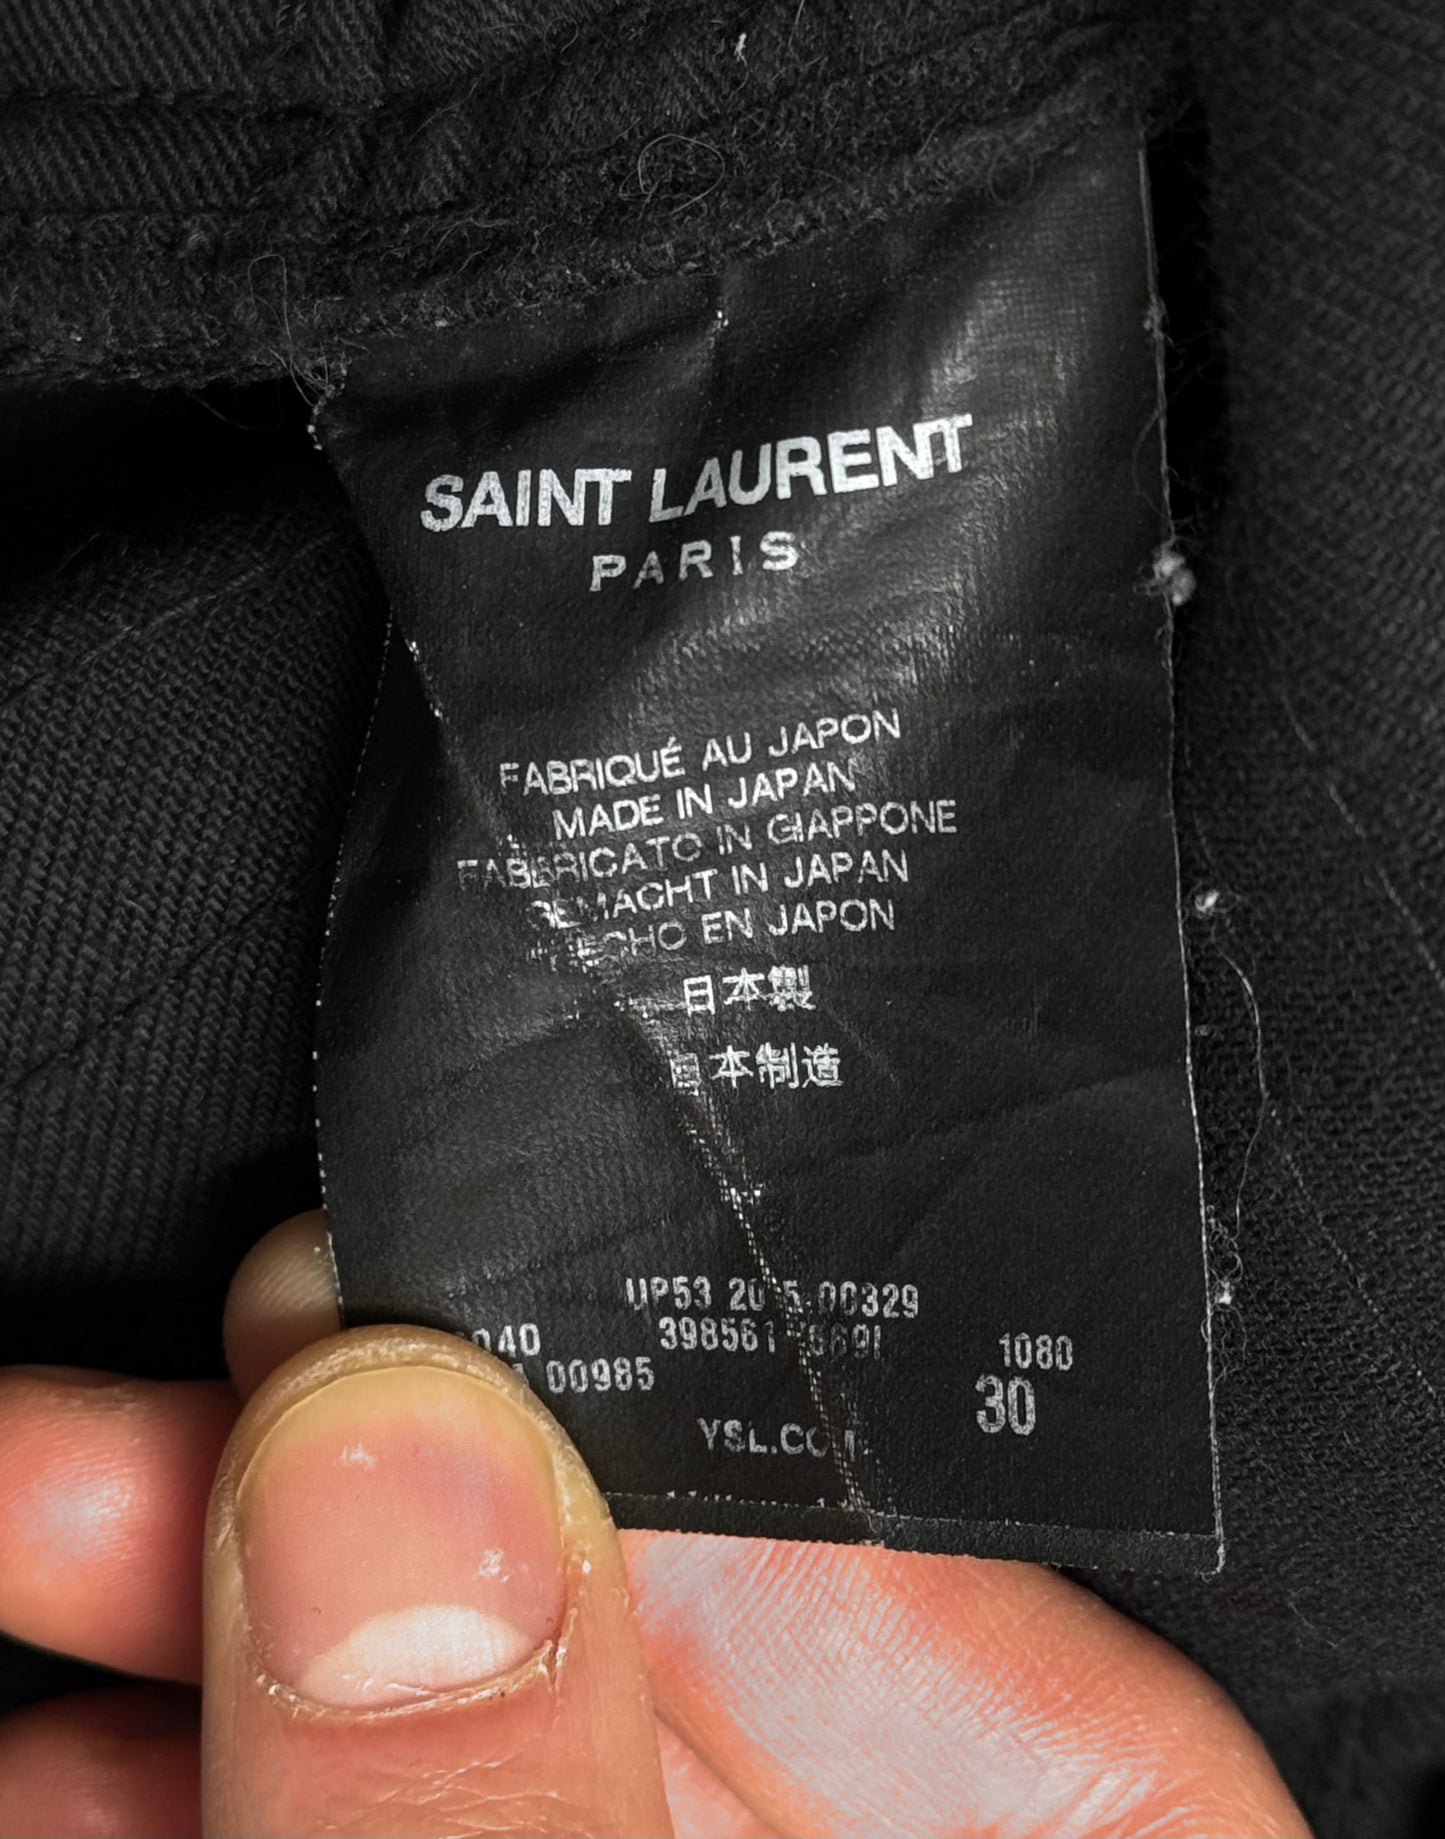 SAINT LAURENT
PARIS
FABRIQUÉ AU JAPON
MADE IN JAPAN
FABBRICATO IN GIAPPONE
GEMACHT IN JAPAN
HECHO EN JAPON
日本製
日本制造
UP53
398561 1080
00985 30
YSL.COM